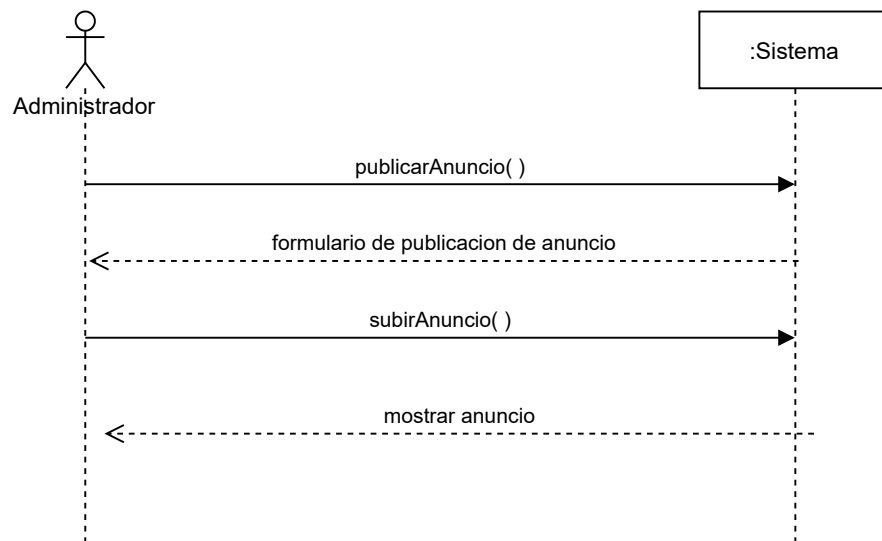 :Sistema
Administrador
publicarAnuncio( )
formulario de publicacion de anuncio
subirAnuncio( )
mostrar anuncio